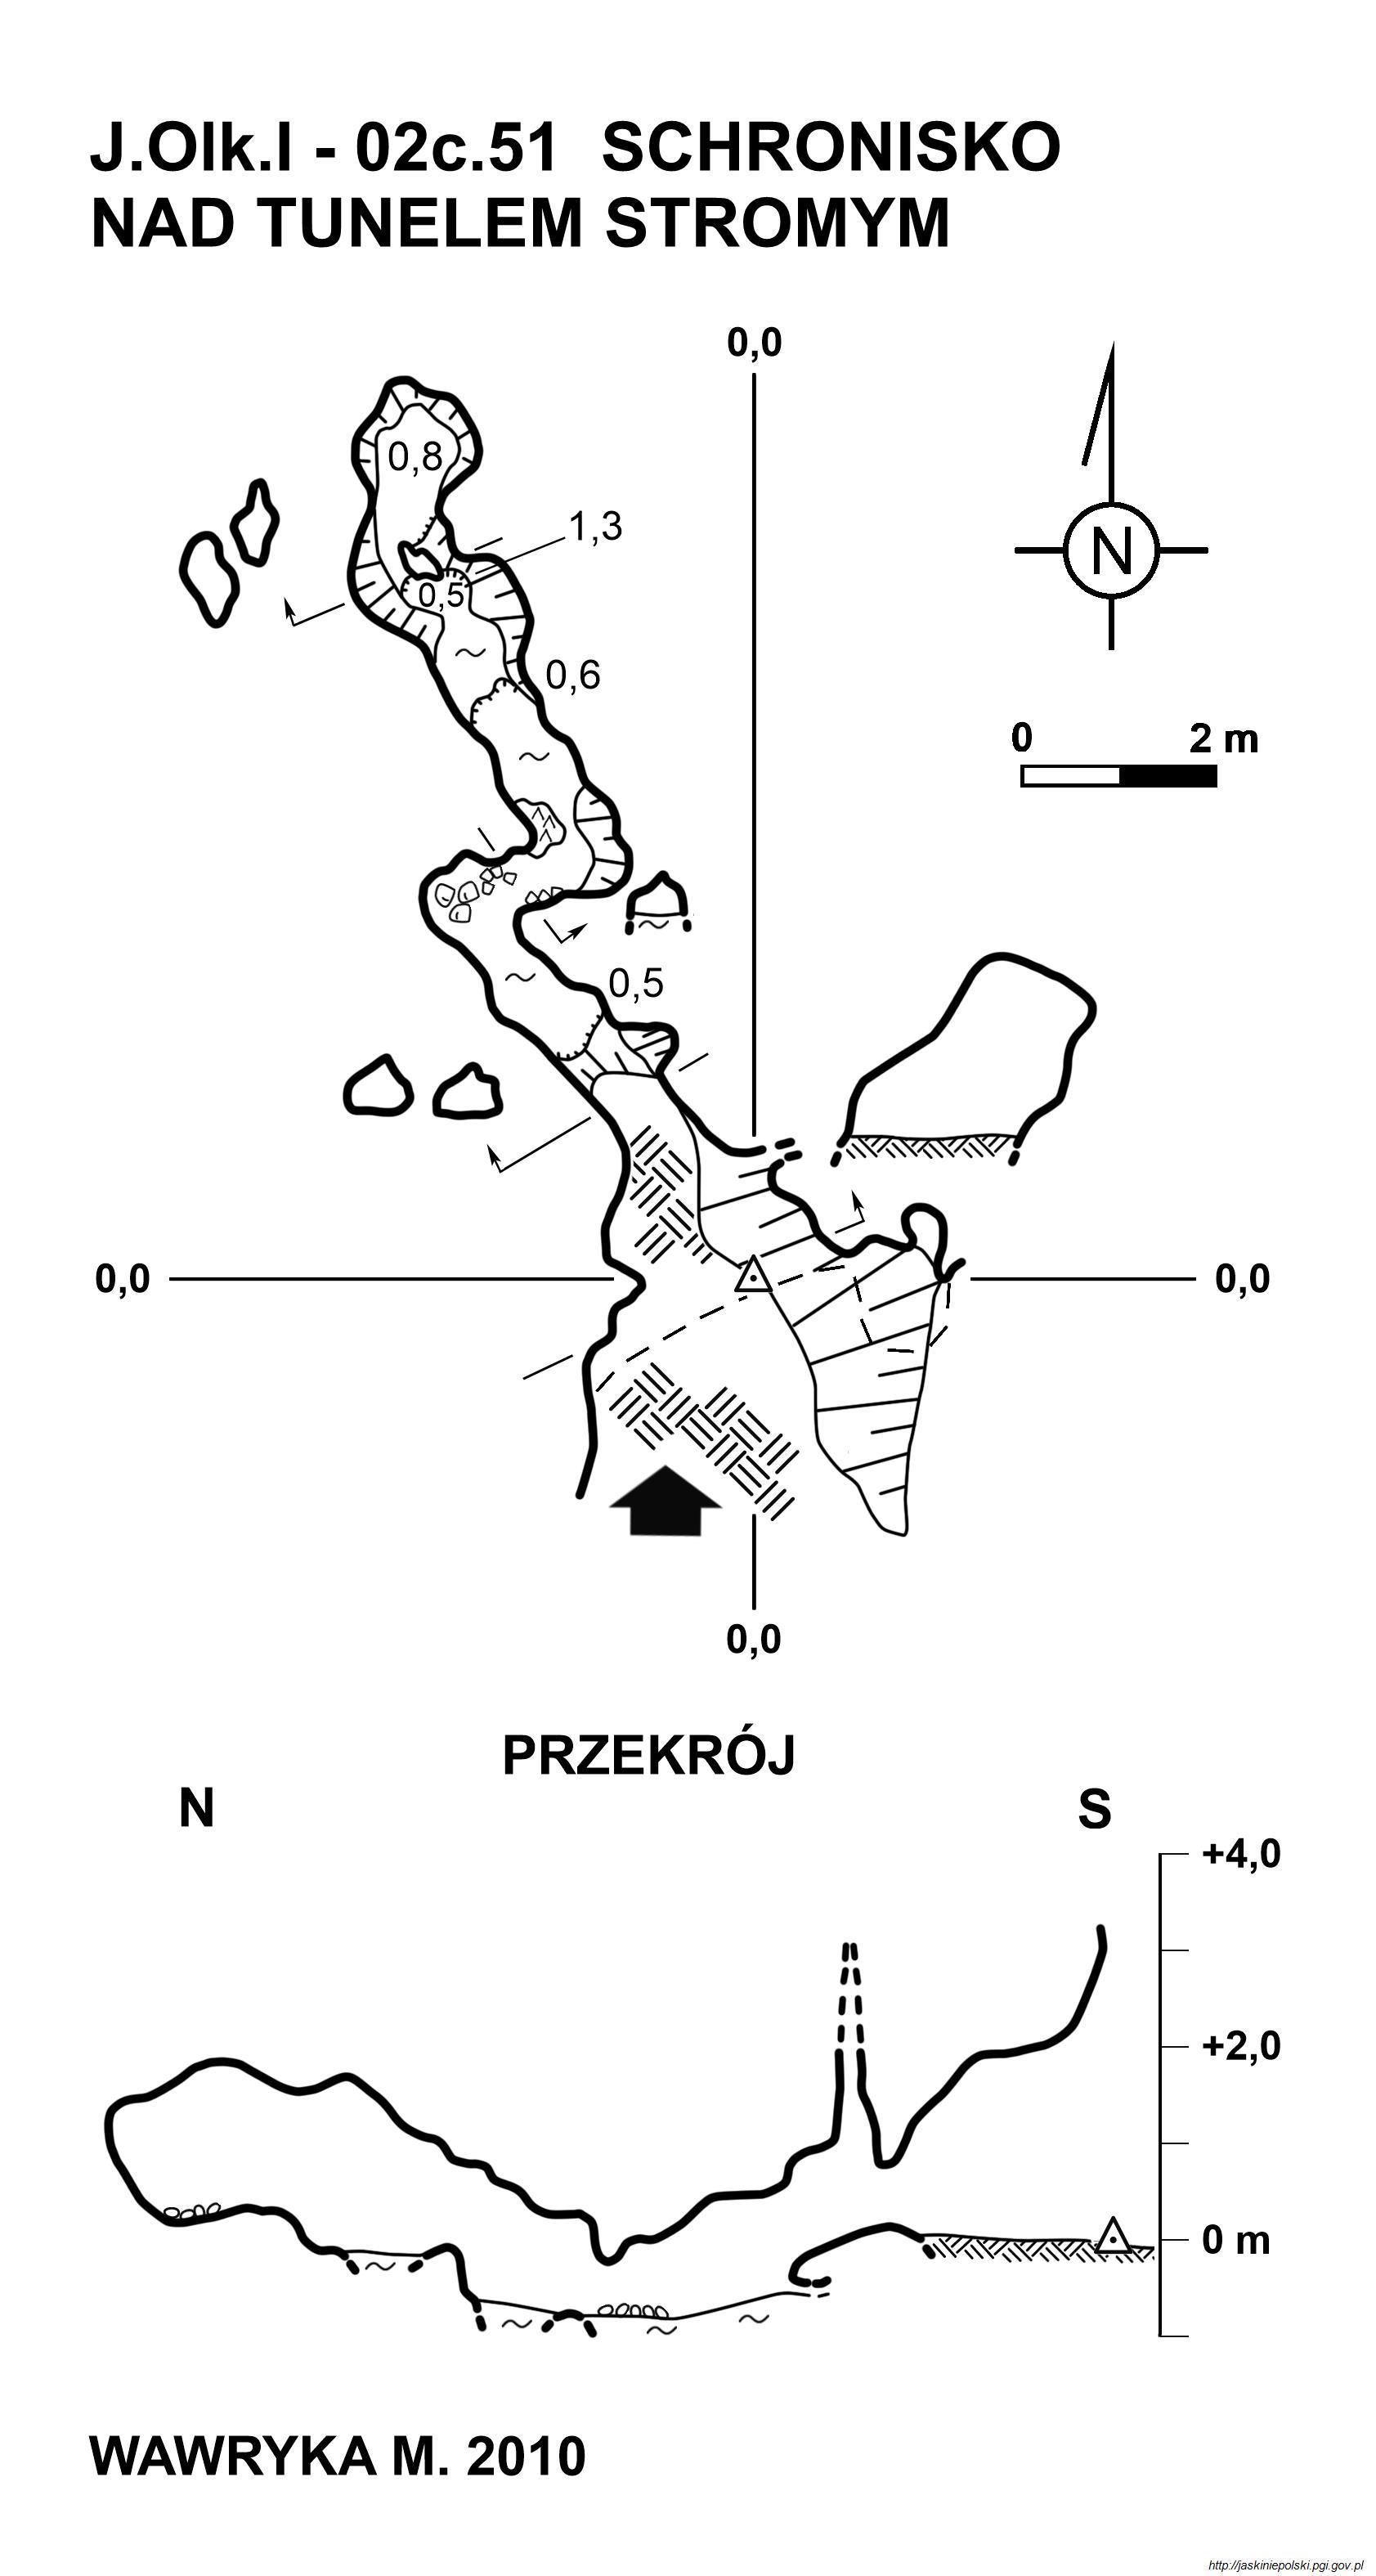 J.Olk.I - 02c.51 SCHRONISKO
NAD TUNELEM STROMYM
0,0
0,8
1,3
N
0,5
0,6
0 2 m
0,5
0,0 0,0
0,0
PRZEKRÓJ
N S
+4,0
+2,0
0 m
WAWRYKA M. 2010
http://jaskiniepolski.pgi.gov.pl